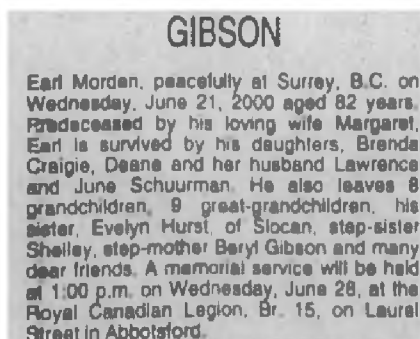 GIBSON
Earl Morden, peacefully at Surrey, B.C. on
Wednesday, June 21, 2000 aged 82 years.
Predeceased by his loving wife Margaret,
Earl is survived by his daughters, Brenda
Craigie, Deane and her husband Lawrence
and June Schuurman. He also leaves 8
grandchildren, 9 great-grandchildren, his
sister, Evelyn Hurst, of Slocan, step-sister
Shelley, step-mother Beryl Gibson and many
dear friends. A memorial service will be held
at 1:00 p.m. on Wednesday, June 28, at the
Royal Canadian Legion, Br. 15, on Laurel
Street in Abbotsford.